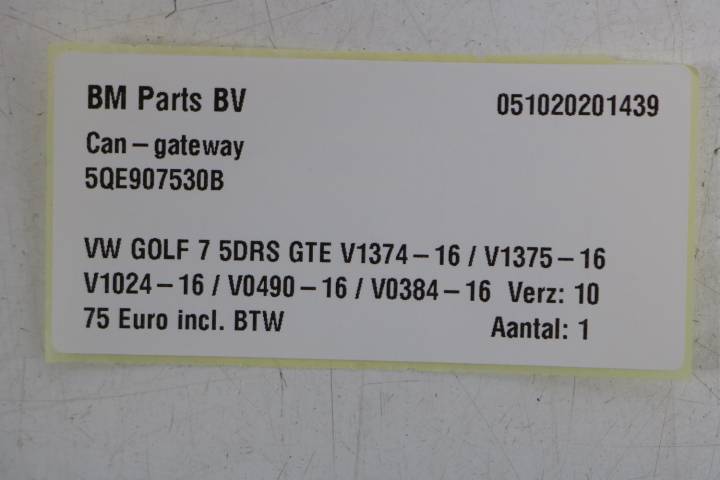 BM Parts BV 051020201439
Can-gateway
5QE907530B
VW GOLF 7 5DRS GTE V1374-16 / V1375-16
V1024-16 / V0490-16 / V0384-16 Verz: 10
75 Euro incl. BTW Aantal: 1